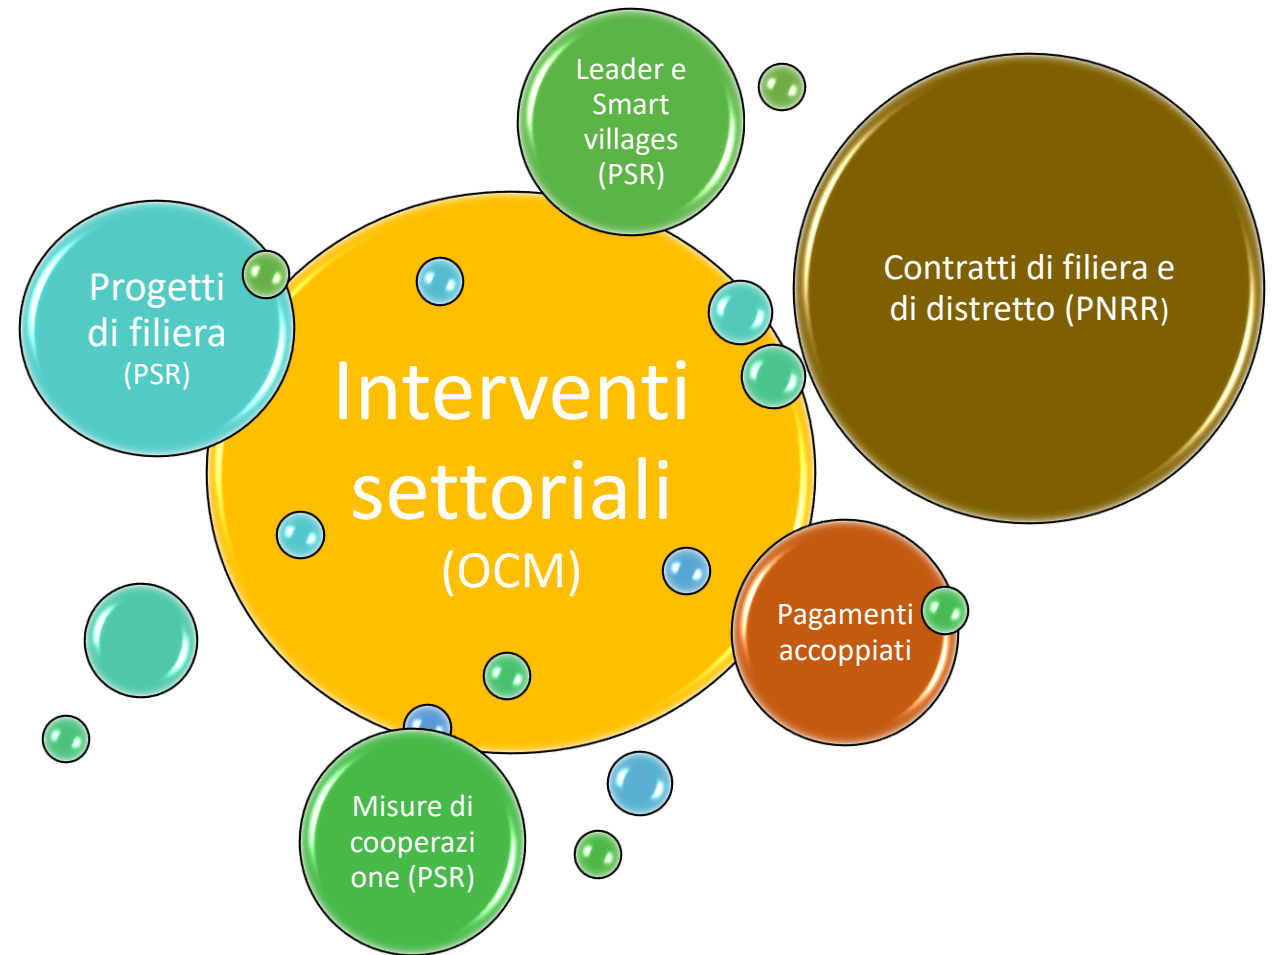 Leader e
Smart
villages
(PSR)
Contratti di filiera e
di distretto (PNRR)
Progetti
di filiera
(PSR)
Interventi
settoriali
(OCM)
Pagamenti
accoppiati
Misure di
cooperazi
one (PSR)